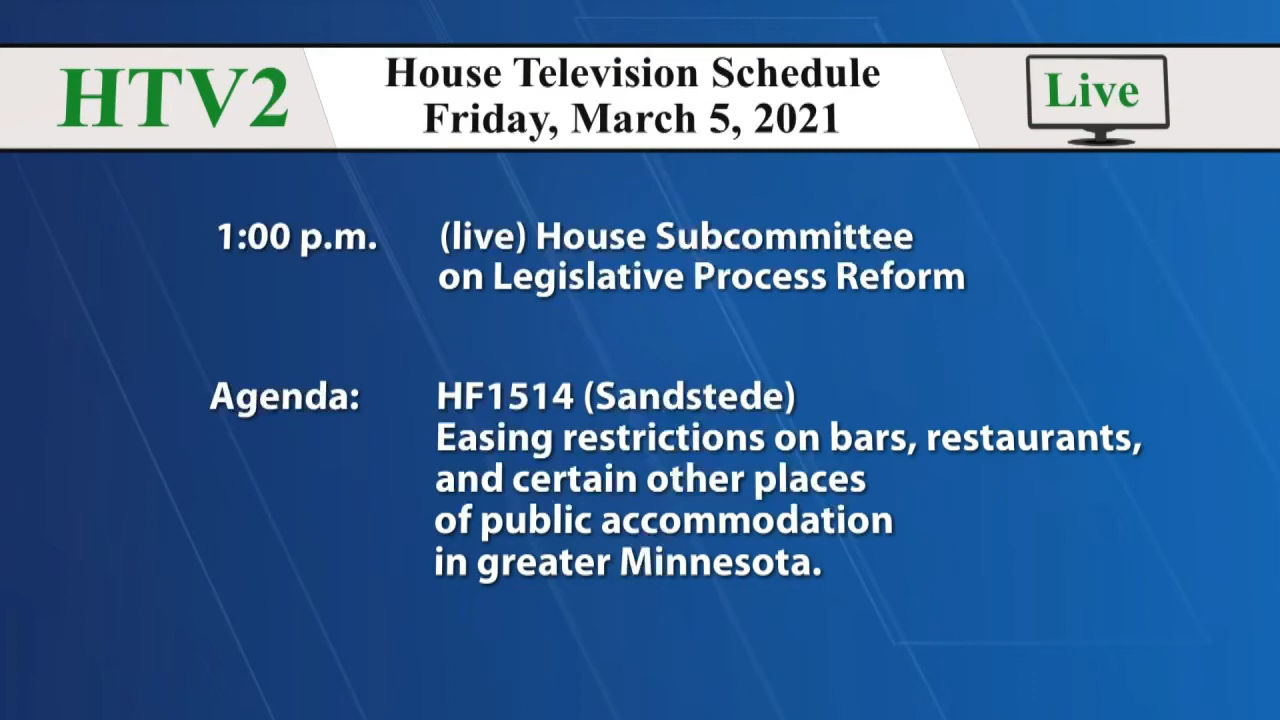 HTV2
House Television Schedule
Friday, March 5, 2021
Live
1:00 p.m.
(live) House Subcommittee
on Legislative Process Reform
Agenda:
HF1514 (Sandstede)
Easing restrictions on bars, restaurants,
and certain other places
of public accommodation
in greater Minnesota.